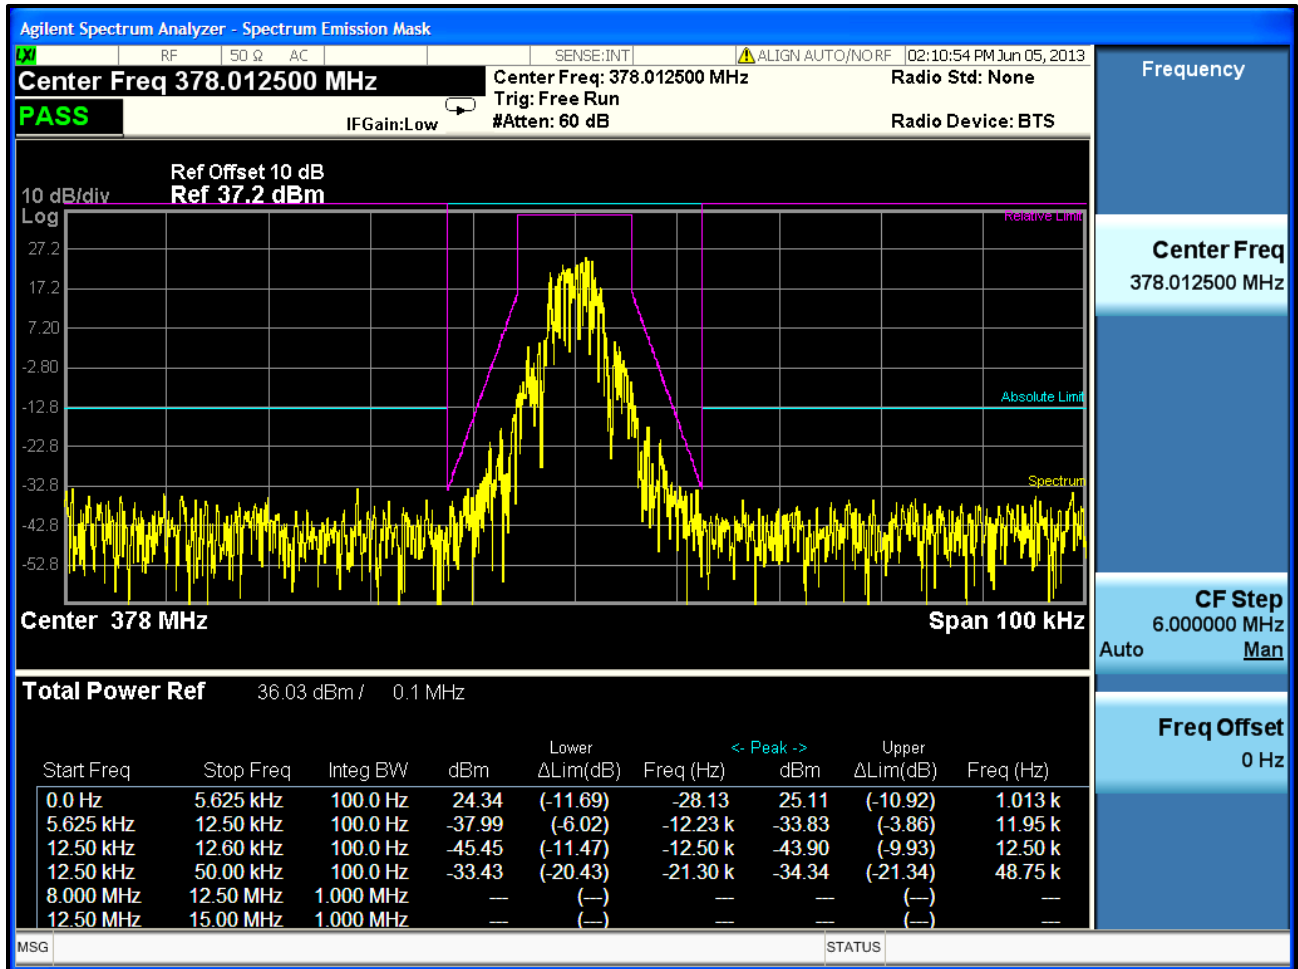 Agilent Spectrum Analyzer - Spectrum Emission Mask
LXI RF 50 Ω AC SENSE:INT ALIGN AUTO/NO RF 02:10:54 PM Jun 05, 2013
Center Freq 378.012500 MHz
Center Freq: 378.012500 MHz Radio Std: None
Trig: Free Run
PASS IFGain:Low #Atten: 60 dB Radio Device: BTS
Ref Offset 10 dB
10 dB/div Ref 37.2 dBm
Log
Relative Limit
27.2
17.2
7.20
-2.80
Absolute Limit
-12.8
-22.8
Spectrum
-32.8
-42.8
-52.8
Center 378 MHz Span 100 kHz
Total Power Ref 36.03 dBm / 0.1 MHz
Lower <- Peak -> Upper
Start Freq Stop Freq Integ BW dBm ΔLim(dB) Freq (Hz) dBm ΔLim(dB) Freq (Hz)
0.0 Hz 5.625 kHz 100.0 Hz 24.34 (-11.69) -28.13 25.11 (-10.92) 1.013 k
5.625 kHz 12.50 kHz 100.0 Hz -37.99 (-6.02) -12.23 k -33.83 (-3.86) 11.95 k
12.50 kHz 12.60 kHz 100.0 Hz -45.45 (-11.47) -12.50 k -43.90 (-9.93) 12.50 k
12.50 kHz 50.00 kHz 100.0 Hz -33.43 (-20.43) -21.30 k -34.34 (-21.34) 48.75 k
8.000 MHz 12.50 MHz 1.000 MHz --- (---) --- --- (---) ---
12.50 MHz 15.00 MHz 1.000 MHz --- (---) --- --- (---) ---
MSG STATUS
Frequency
Center Freq
378.012500 MHz
CF Step
6.000000 MHz
Auto Man
Freq Offset
0 Hz